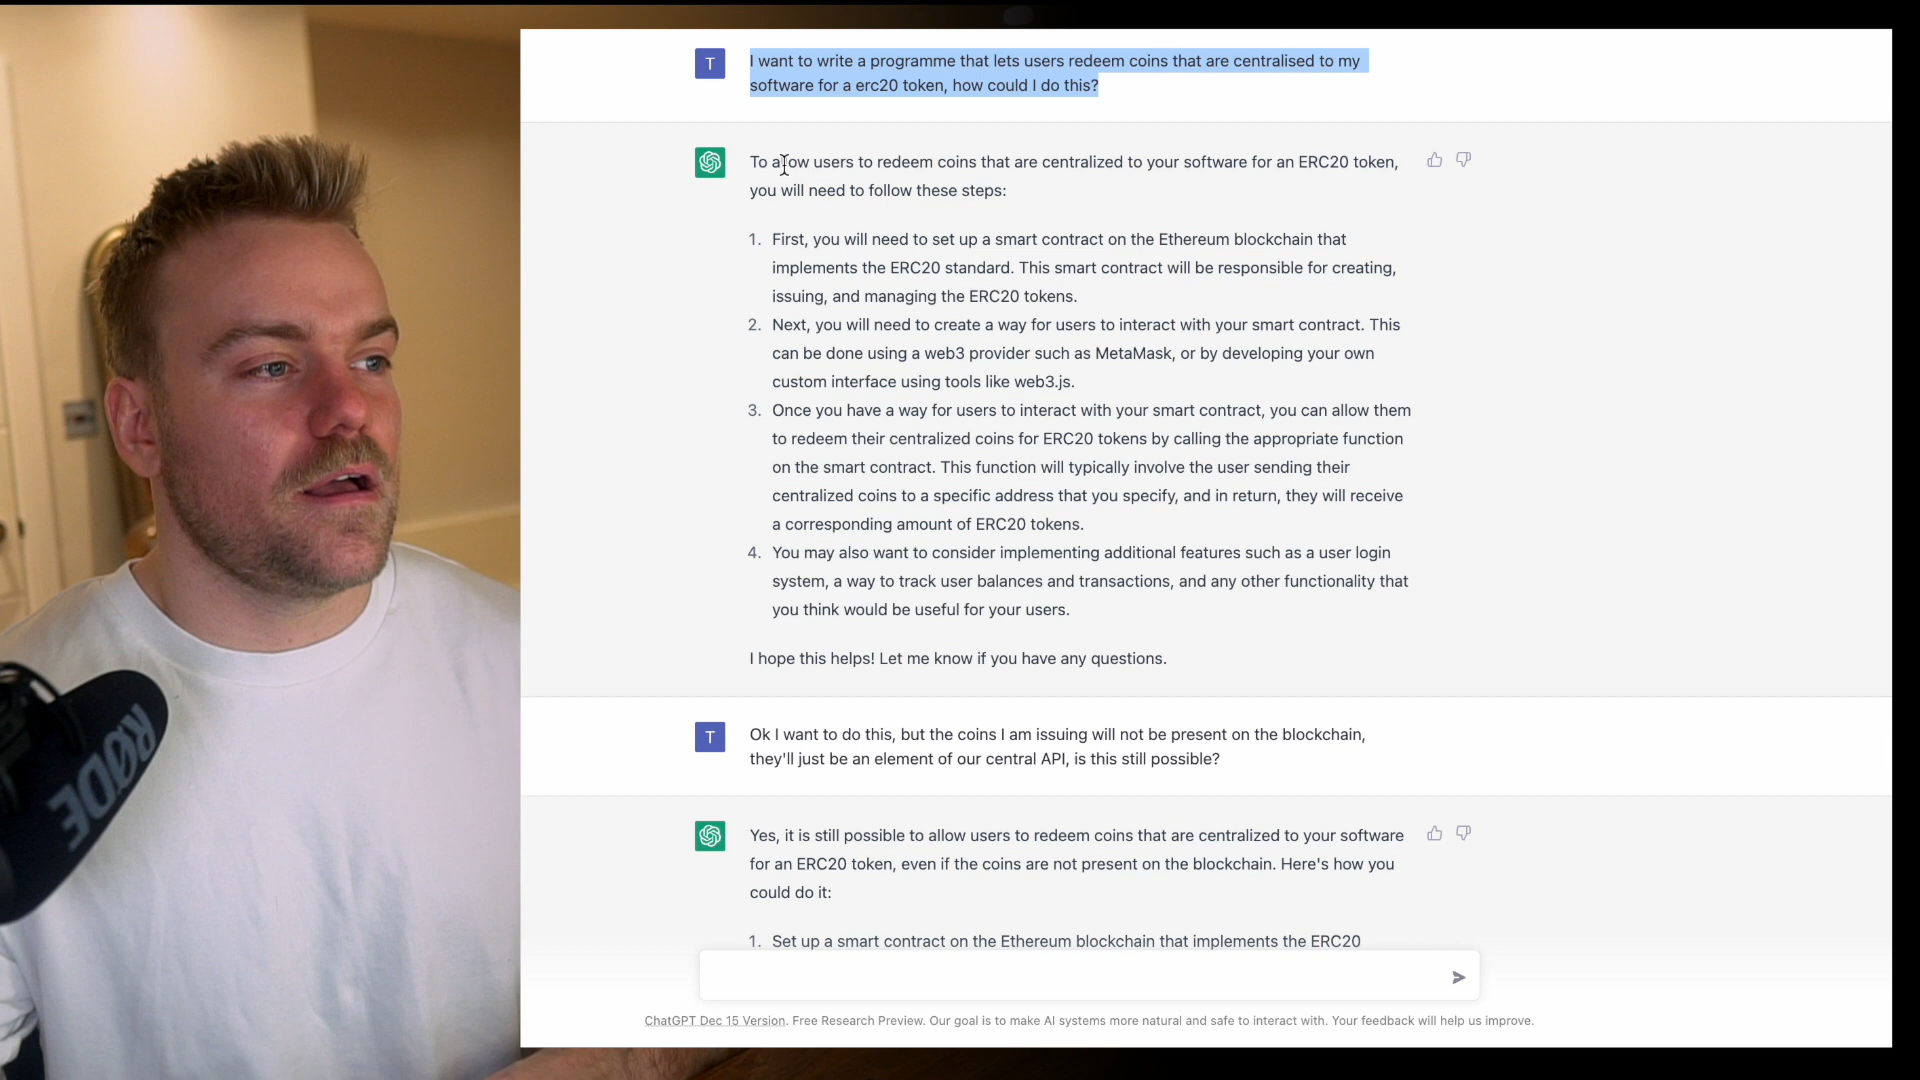 T
I want to write a programme that lets users redeem coins that are centralised to my
software for a erc20 token, how could I do this?
To allow users to redeem coins that are centralized to your software for an ERC20 token,
you will need to follow these steps:
1. First, you will need to set up a smart contract on the Ethereum blockchain that
implements the ERC20 standard. This smart contract will be responsible for creating,
issuing, and managing the ERC20 tokens.
2. Next, you will need to create a way for users to interact with your smart contract. This
can be done using a web3 provider such as MetaMask, or by developing your own
custom interface using tools like web3.js.
3. Once you have a way for users to interact with your smart contract, you can allow them
to redeem their centralized coins for ERC20 tokens by calling the appropriate function
on the smart contract. This function will typically involve the user sending their
centralized coins to a specific address that you specify, and in return, they will receive
a corresponding amount of ERC20 tokens.
4. You may also want to consider implementing additional features such as a user login
system, a way to track user balances and transactions, and any other functionality that
you think would be useful for your users.
I hope this helps! Let me know if you have any questions.
T
Ok I want to do this, but the coins I am issuing will not be present on the blockchain,
they'll just be an element of our central API, is this still possible?
Yes, it is still possible to allow users to redeem coins that are centralized to your software
for an ERC20 token, even if the coins are not present on the blockchain. Here's how you
could do it:
1. Set up a smart contract on the Ethereum blockchain that implements the ERC20
ChatGPT Dec 15 Version. Free Research Preview. Our goal is to make AI systems more natural and safe to interact with. Your feedback will help us improve.
RØDE